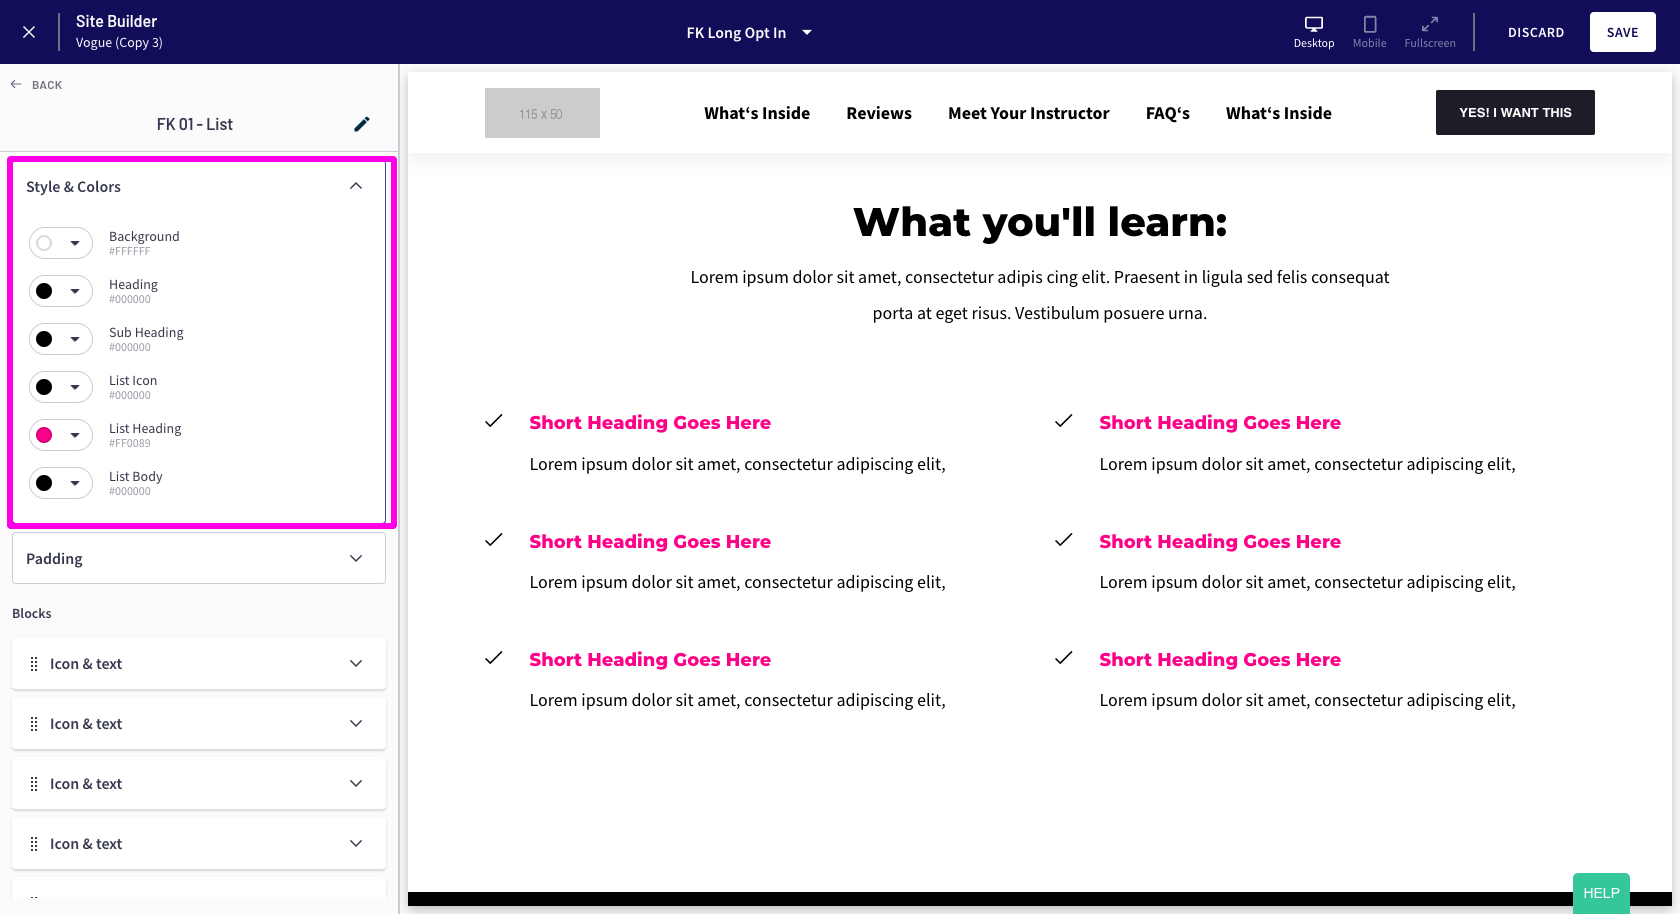 Site Builder
Vogue (Copy 3)
FK Long Opt In
Desktop
Mobile
Fullscreen
DISCARD
SAVE
BACK
FK 01 - List
Style & Colors
Background
#FFFFFF
Heading
#000000
Sub Heading
#000000
List Icon
#000000
List Heading
#FF0089
List Body
#000000
Padding
Blocks
Icon & text
Icon & text
Icon & text
Icon & text
115 x 50
What‘s Inside
Reviews
Meet Your Instructor
FAQ‘s
What‘s Inside
YES! I WANT THIS
What you'll learn:
Lorem ipsum dolor sit amet, consectetur adipis cing elit. Praesent in ligula sed felis consequat
porta at eget risus. Vestibulum posuere urna.
Short Heading Goes Here
Lorem ipsum dolor sit amet, consectetur adipiscing elit,
Short Heading Goes Here
Lorem ipsum dolor sit amet, consectetur adipiscing elit,
Short Heading Goes Here
Lorem ipsum dolor sit amet, consectetur adipiscing elit,
Short Heading Goes Here
Lorem ipsum dolor sit amet, consectetur adipiscing elit,
Short Heading Goes Here
Lorem ipsum dolor sit amet, consectetur adipiscing elit,
Short Heading Goes Here
Lorem ipsum dolor sit amet, consectetur adipiscing elit,
HELP